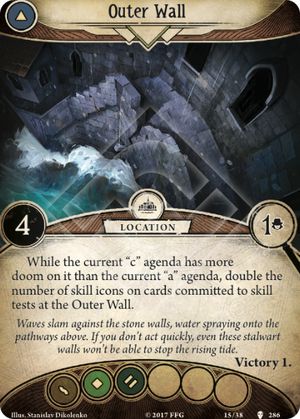 Outer Wall
4
LOCATION
1
While the current “c” agenda has more
doom on it than the current “a” agenda, double
the number of skill icons on cards committed to skill
tests at the Outer Wall.
Waves slam against the stone walls, water spraying onto the
pathways above. If you don't act quickly, even these stalwart
walls won't be able to stop the rising tide.
Victory 1.
Illus. Stanislav Dikolenko
© 2017 FFG
15/38
286